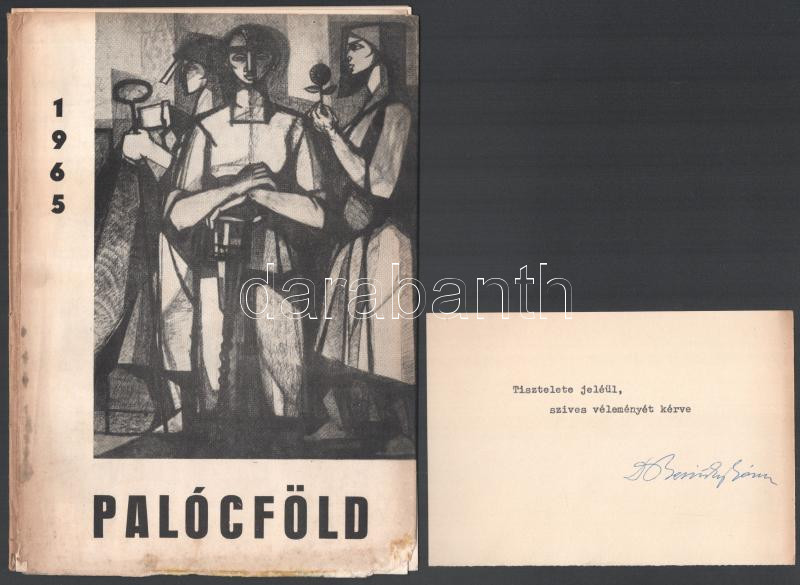 1
9
6
5
PALÓCFÖLD
darabanth
Tisztelete jeléül,
szives véleményét kérve